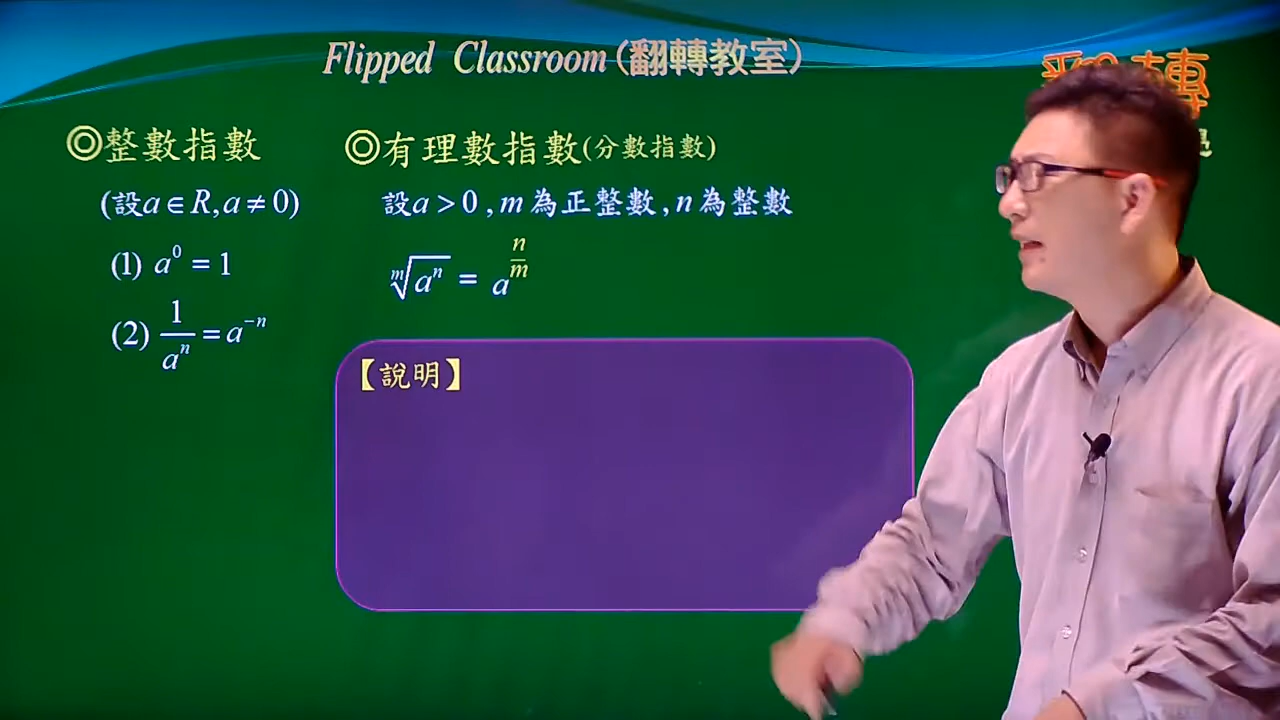 Flipped Classroom(翻轉教室)
轉
◎整數指數
(設a∈R,a≠0)
(1) a⁰ = 1
(2) 1/aⁿ = a⁻ⁿ
◎有理數指數(分數指數)
設a>0,m為正整數,n為整數
ᵐ√aⁿ = a^(n/m)
【說明】